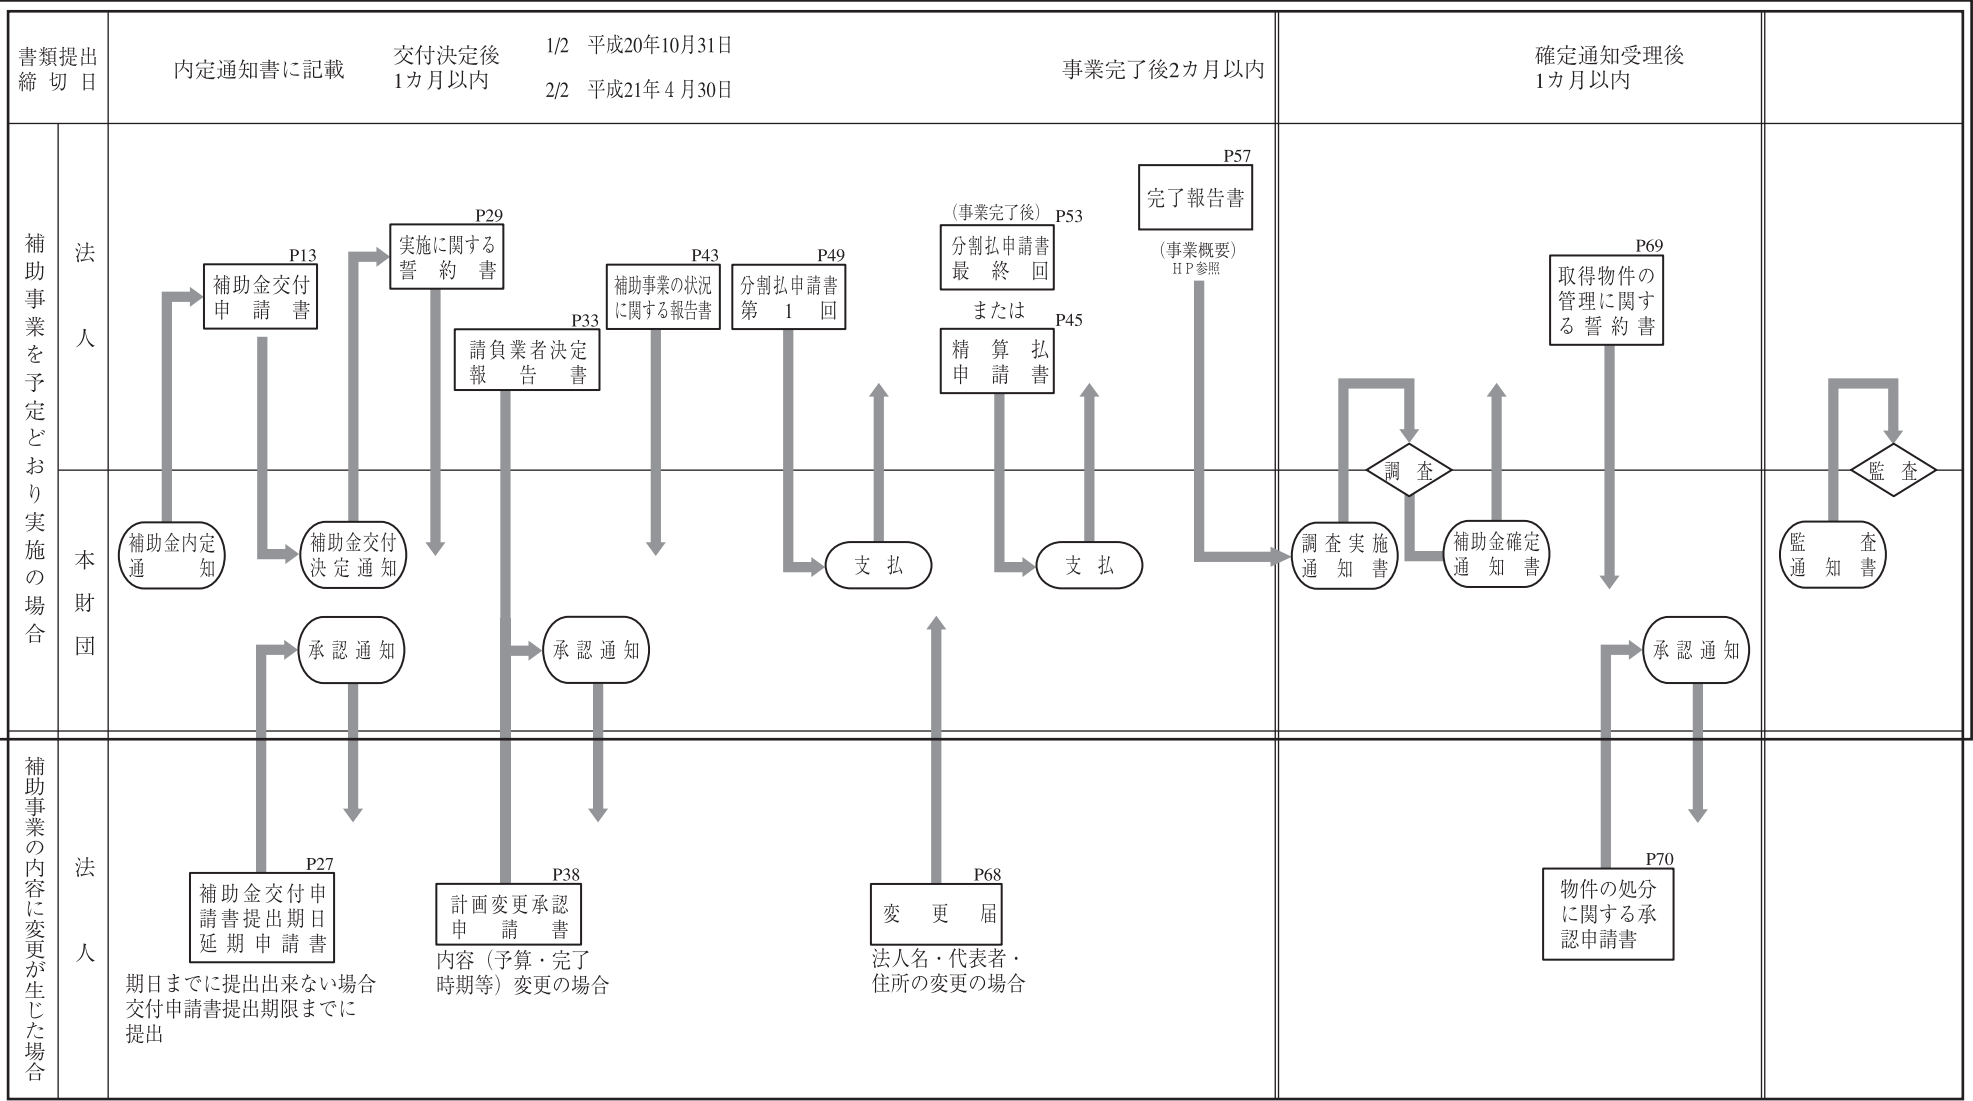 書類提出
締切日
内定通知書に記載
交付決定後
1カ月以内
1/2 平成20年10月31日
2/2 平成21年4月30日
事業完了後2カ月以内
確定通知受理後
1カ月以内
補助事業を予定どおり実施の場合
法人
P13
補助金交付
申請書
P29
実施に関する
誓約書
P33
請負業者決定
報告書
P43
補助事業の状況
に関する報告書
P49
分割払申請書
第1回
(事業完了後)
P53
分割払申請書
最終回
または
P45
精算払
申請書
P57
完了報告書
(事業概要)
HP参照
P69
取得物件の
管理に関す
る誓約書
調査
監査
本財団
補助金内定
通知
補助金交付
決定通知
支払
支払
調査実施
通知書
補助金確定
通知書
監査
通知書
承認通知
承認通知
承認通知
補助事業の内容に変更が生じた場合
法人
P27
補助金交付申
請書提出期日
延期申請書
期日までに提出出来ない場合
交付申請書提出期限までに
提出
P38
計画変更承認
申請書
内容(予算・完了
時期等)変更の場合
P68
変更届
法人名・代表者・
住所の変更の場合
P70
物件の処分
に関する承
認申請書